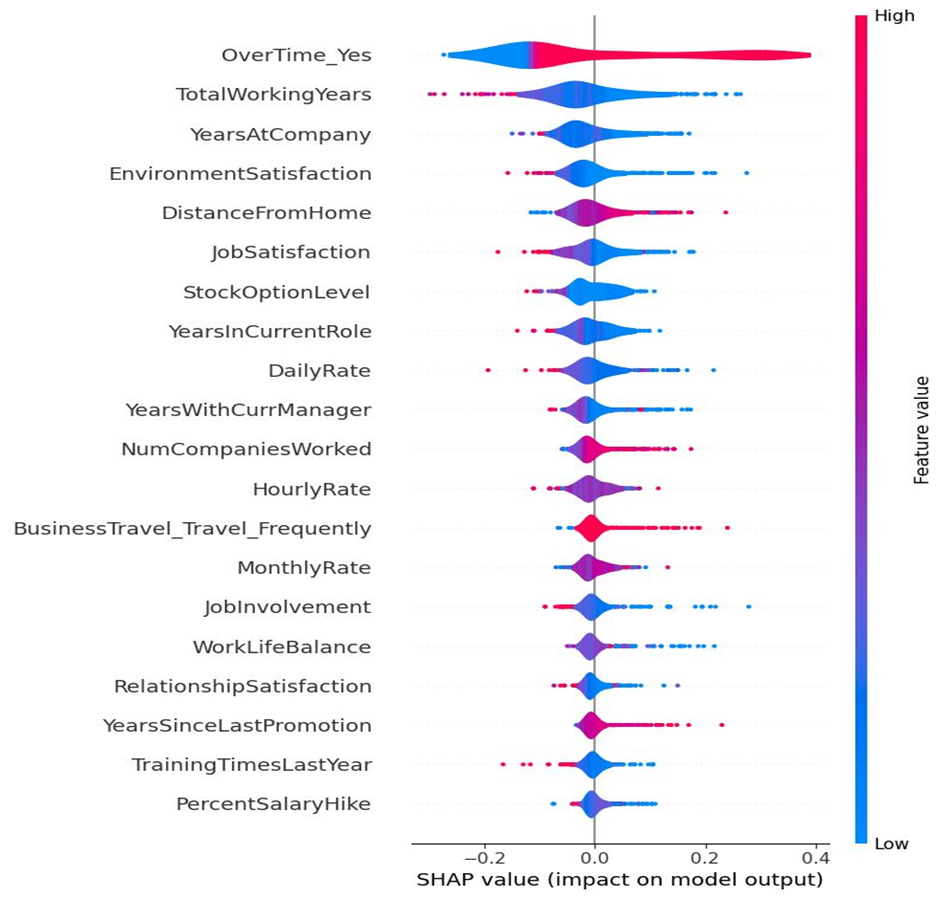 High
OverTime_Yes
TotalWorkingYears
YearsAtCompany
EnvironmentSatisfaction
DistanceFromHome
JobSatisfaction
StockOptionLevel
YearsInCurrentRole
DailyRate
YearsWithCurrManager
NumCompaniesWorked
HourlyRate
BusinessTravel_Travel_Frequently
MonthlyRate
JobInvolvement
WorkLifeBalance
RelationshipSatisfaction
YearsSinceLastPromotion
TrainingTimesLastYear
PercentSalaryHike
Feature value
Low
−0.2 0.0 0.2 0.4
SHAP value (impact on model output)